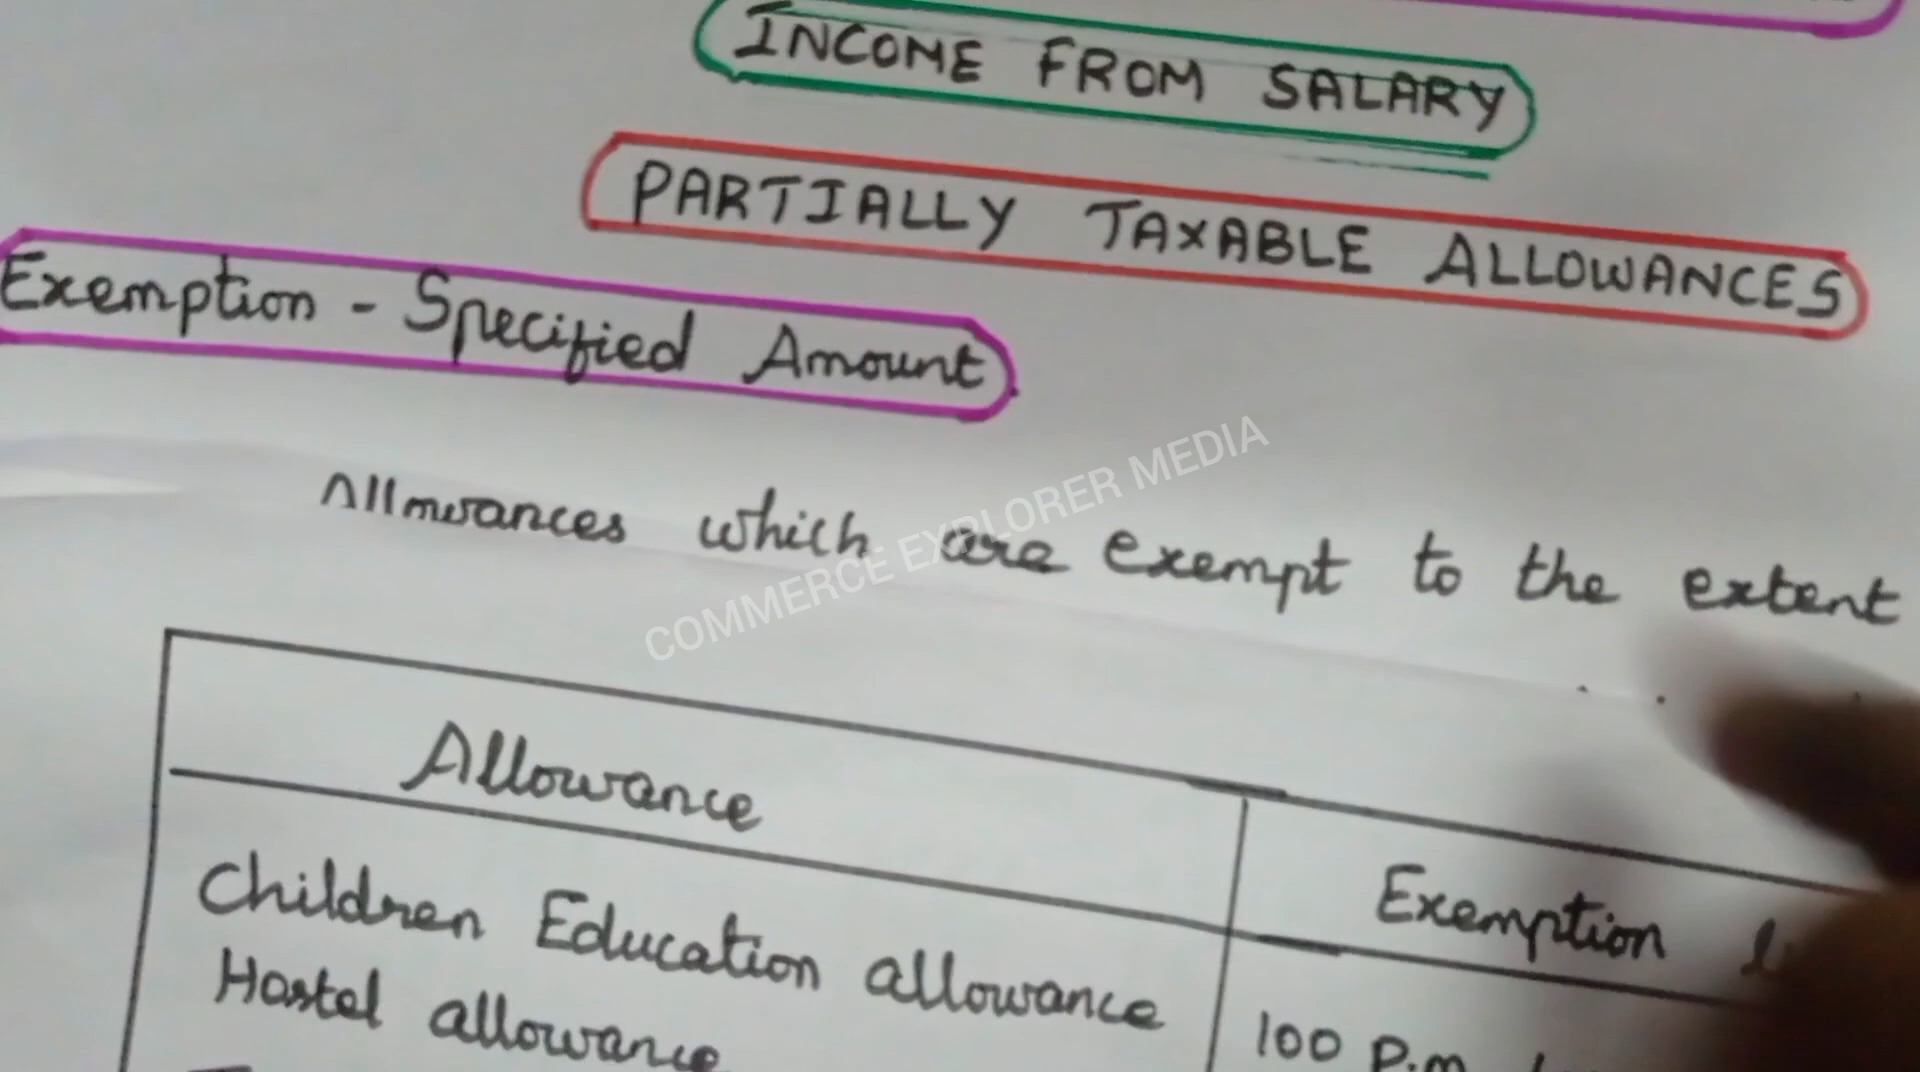 INCOME FROM SALARY
PARTIALLY TAXABLE ALLOWANCES
Exemption - Specified Amount
Allowances which are exempt to the extent
COMMERCE EXPLORER MEDIA
Allowance
Exemption
Children Education allowance
100 P.m
Hostel allowance